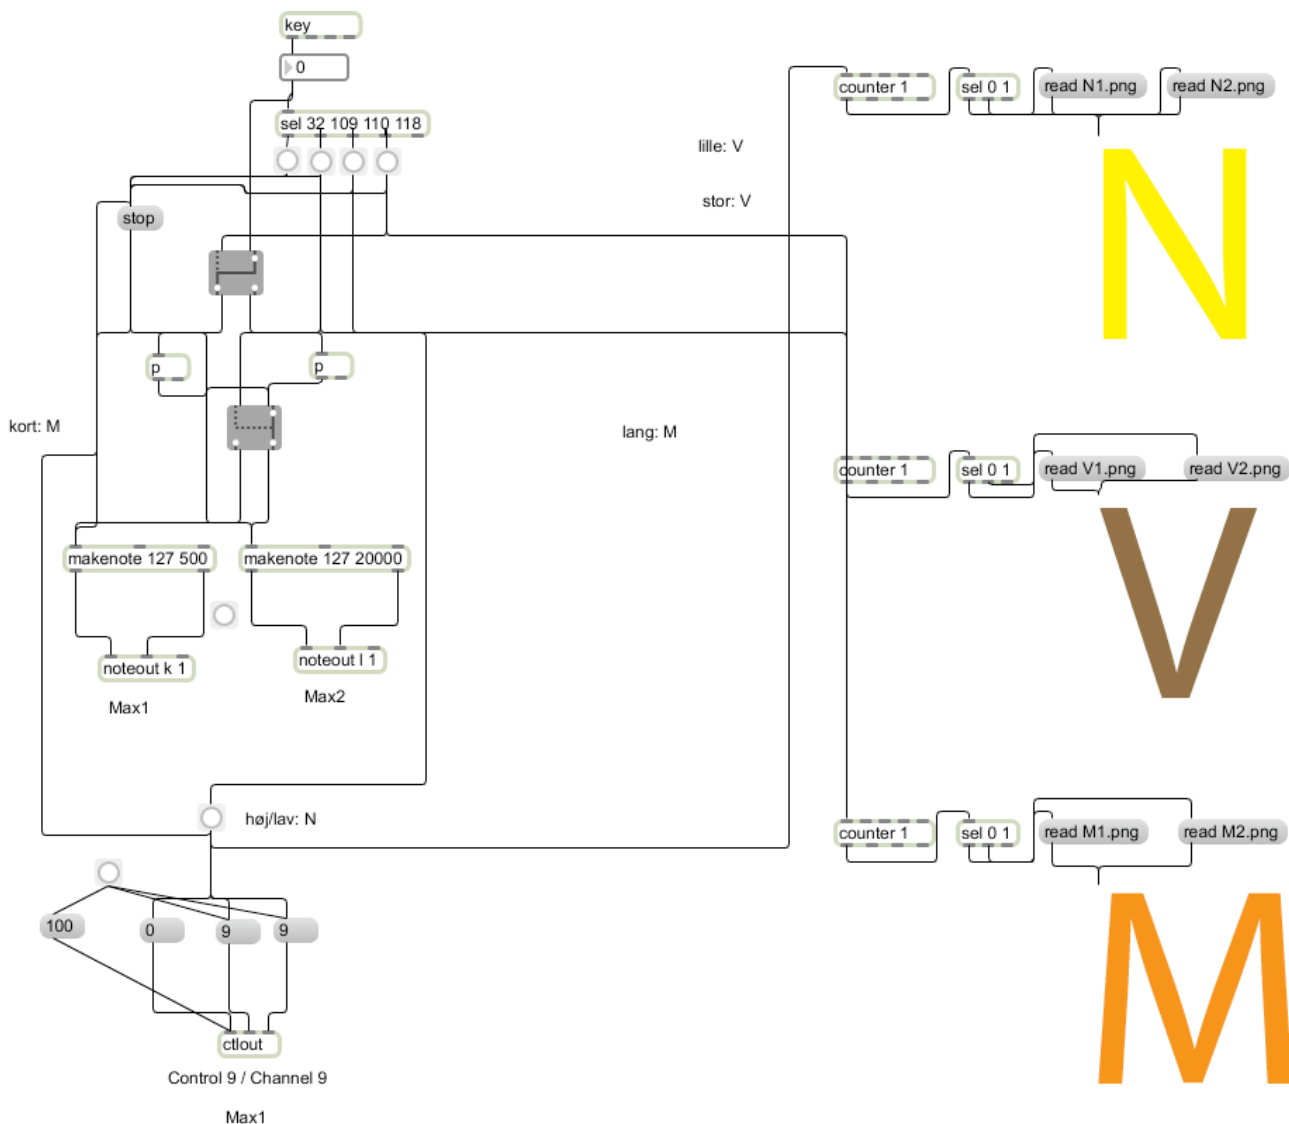 key
0
sel 32 109 110 118
stop
p
p
kort: M
makenote 127 500
makenote 127 20000
noteout k 1
noteout l 1
Max1
Max2
høj/lav: N
100
0
9
9
ctlout
Control 9 / Channel 9
Max1
lille: V
stor: V
lang: M
counter 1
sel 0 1
read N1.png
read N2.png
N
counter 1
sel 0 1
read V1.png
read V2.png
V
counter 1
sel 0 1
read M1.png
read M2.png
M